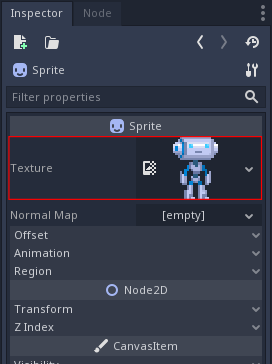 Inspector
Node
Sprite
Filter properties
Sprite
Texture
Normal Map [empty]
Offset
Animation
Region
Node2D
Transform
Z Index
CanvasItem
Visibility